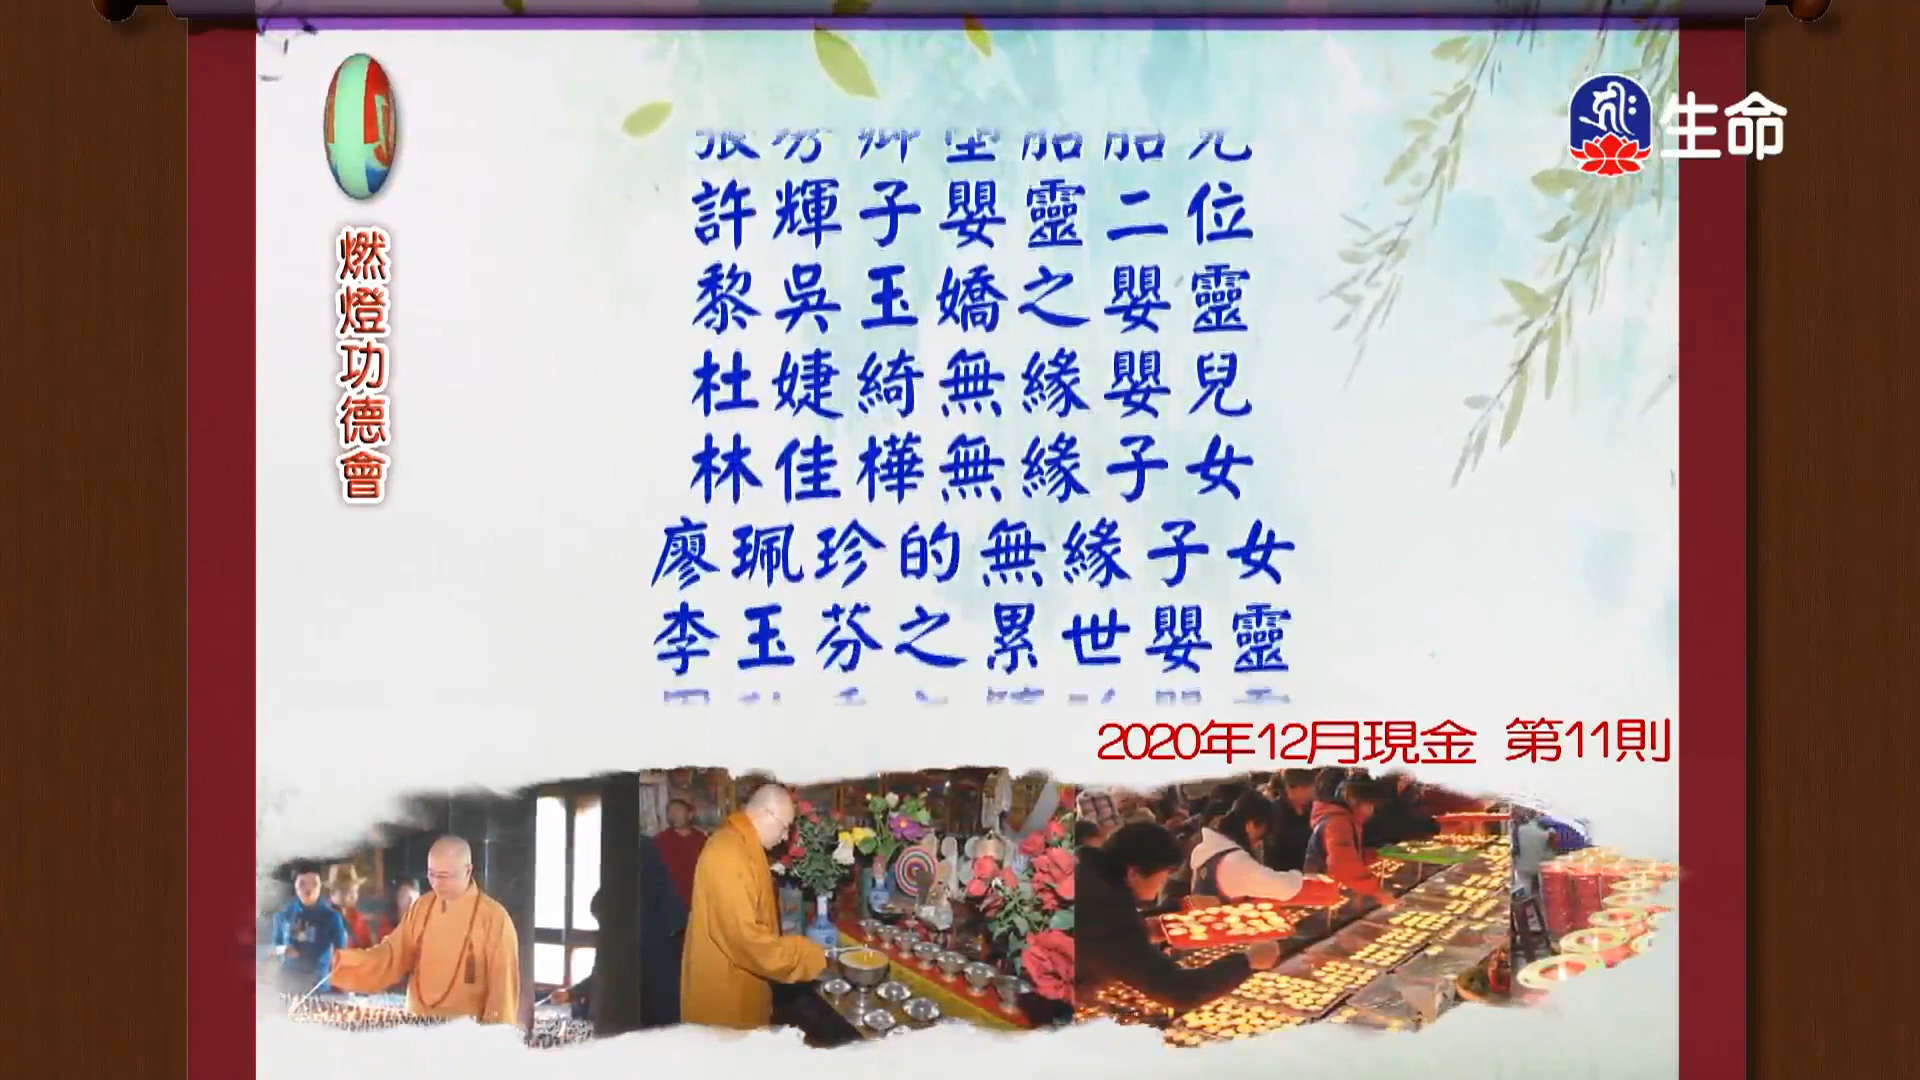 生命
燃燈功德會
許輝子嬰靈二位
黎吳玉嬌之嬰靈
杜婕綺無緣嬰兒
林佳樺無緣子女
廖珮珍的無緣子女
李玉芬之累世嬰靈
2020年12月現金 第11則